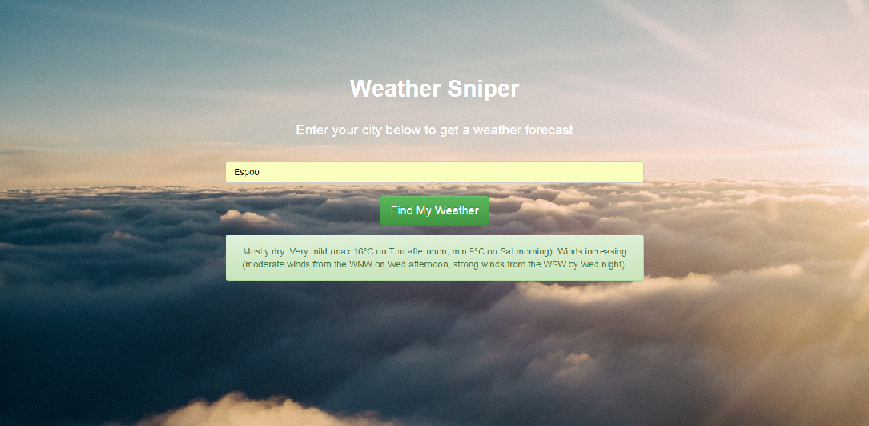 Weather Sniper
Enter your city below to get a weather forecast
Espoo
Find My Weather
Mostly dry. Very mild (max 16°C on Thu afternoon, min 9°C on Sat morning). Winds increasing
(moderate winds from the WNW on Wed afternoon, strong winds from the WSW by Wed night).